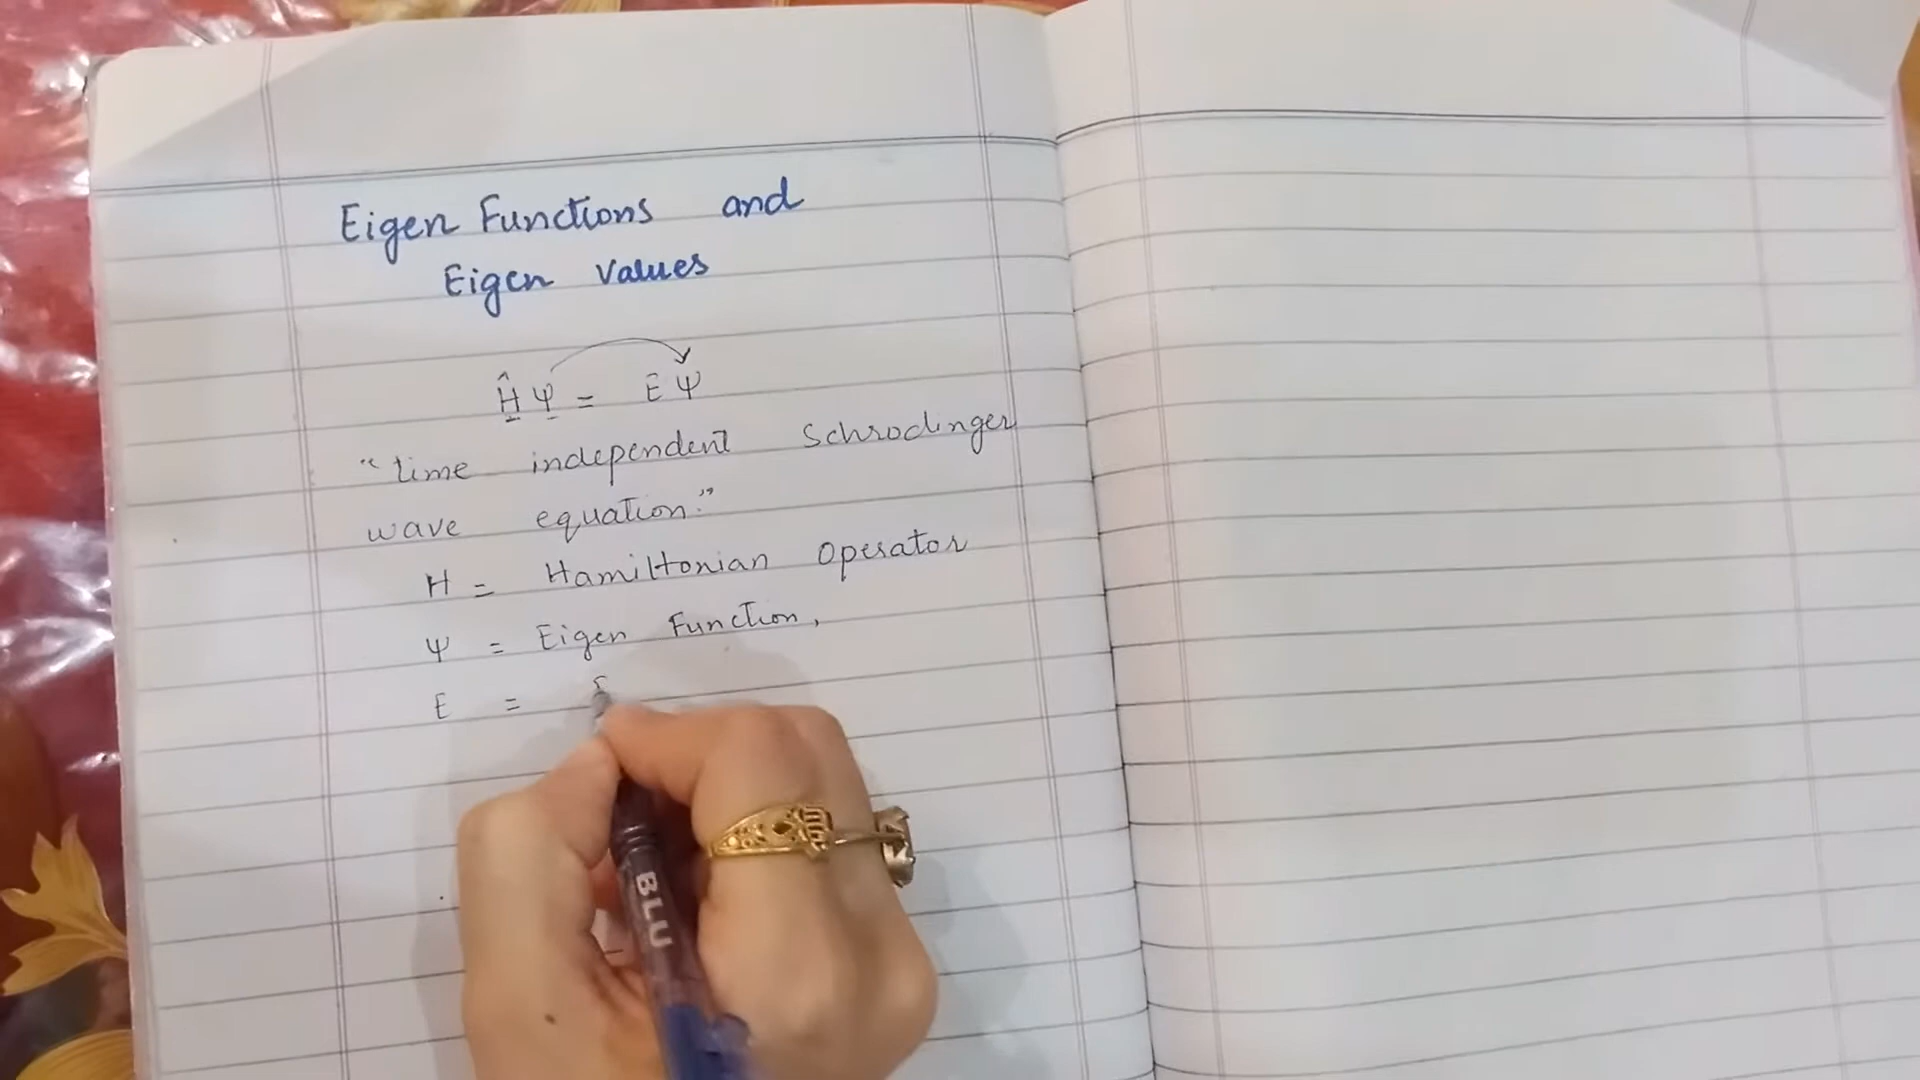 Eigen Functions and
Eigen values
ĤΨ = EΨ
"time independent Schrodinger
wave equation."
H = Hamiltonian operator
Ψ = Eigen Function,
E =
BLU